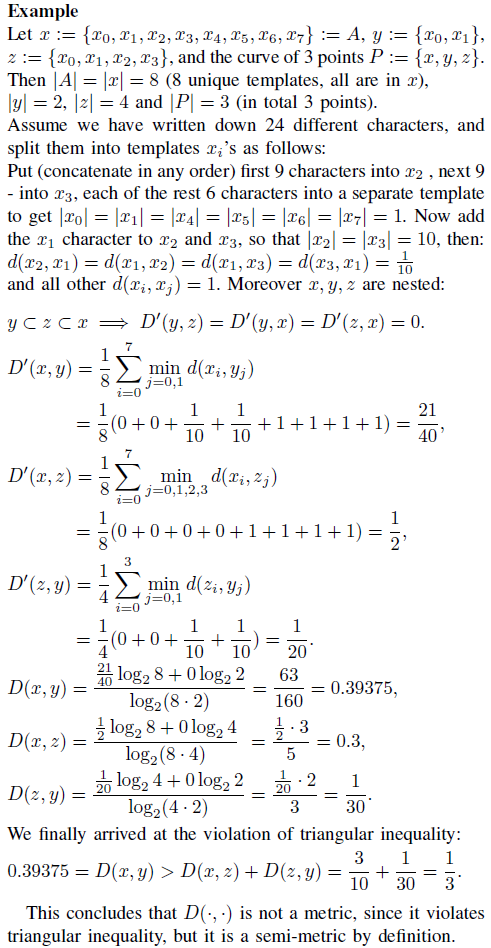 Example
Let x := {x₀, x₁, x₂, x₃, x₄, x₅, x₆, x₇} := A, y := {x₀, x₁},
z := {x₀, x₁, x₂, x₃}, and the curve of 3 points P := {x, y, z}.
Then |A| = |x| = 8 (8 unique templates, all are in x),
|y| = 2, |z| = 4 and |P| = 3 (in total 3 points).
Assume we have written down 24 different characters, and
split them into templates xᵢ's as follows:
Put (concatenate in any order) first 9 characters into x₂ , next 9
- into x₃, each of the rest 6 characters into a separate template
to get |x₀| = |x₁| = |x₄| = |x₅| = |x₆| = |x₇| = 1. Now add
the x₁ character to x₂ and x₃, so that |x₂| = |x₃| = 10, then:
d(x₂, x₁) = d(x₁, x₂) = d(x₁, x₃) = d(x₃, x₁) = 1/10
and all other d(xᵢ, xⱼ) = 1. Moreover x, y, z are nested:
y ⊂ z ⊂ x ⟹ D′(y, z) = D′(y, x) = D′(z, x) = 0.
D′(x, y) = 1/8 ∑_{i=0}^{7} min_{j=0,1} d(xᵢ, yⱼ)
= 1/8(0 + 0 + 1/10 + 1/10 + 1 + 1 + 1 + 1) = 21/40,
D′(x, z) = 1/8 ∑_{i=0}^{7} min_{j=0,1,2,3} d(xᵢ, zⱼ)
= 1/8(0 + 0 + 0 + 0 + 1 + 1 + 1 + 1) = 1/2,
D′(z, y) = 1/4 ∑_{i=0}^{3} min_{j=0,1} d(zᵢ, yⱼ)
= 1/4(0 + 0 + 1/10 + 1/10) = 1/20.
D(x, y) = (21/40 log₂ 8 + 0 log₂ 2)/(log₂(8 · 2)) = 63/160 = 0.39375,
D(x, z) = (1/2 log₂ 8 + 0 log₂ 4)/(log₂(8 · 4)) = (1/2 · 3)/5 = 0.3,
D(z, y) = (1/20 log₂ 4 + 0 log₂ 2)/(log₂(4 · 2)) = (1/20 · 2)/3 = 1/30.
We finally arrived at the violation of triangular inequality:
0.39375 = D(x, y) > D(x, z) + D(z, y) = 3/10 + 1/30 = 1/3.
This concludes that D(·, ·) is not a metric, since it violates
triangular inequality, but it is a semi-metric by definition.